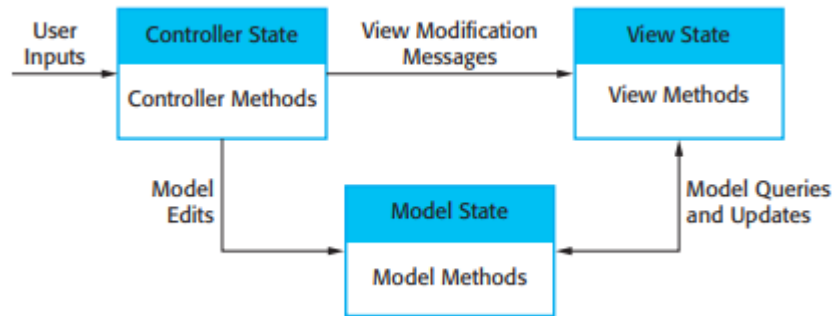 User
Inputs
Controller State
Controller Methods
View Modification
Messages
View State
View Methods
Model
Edits
Model State
Model Methods
Model Queries
and Updates